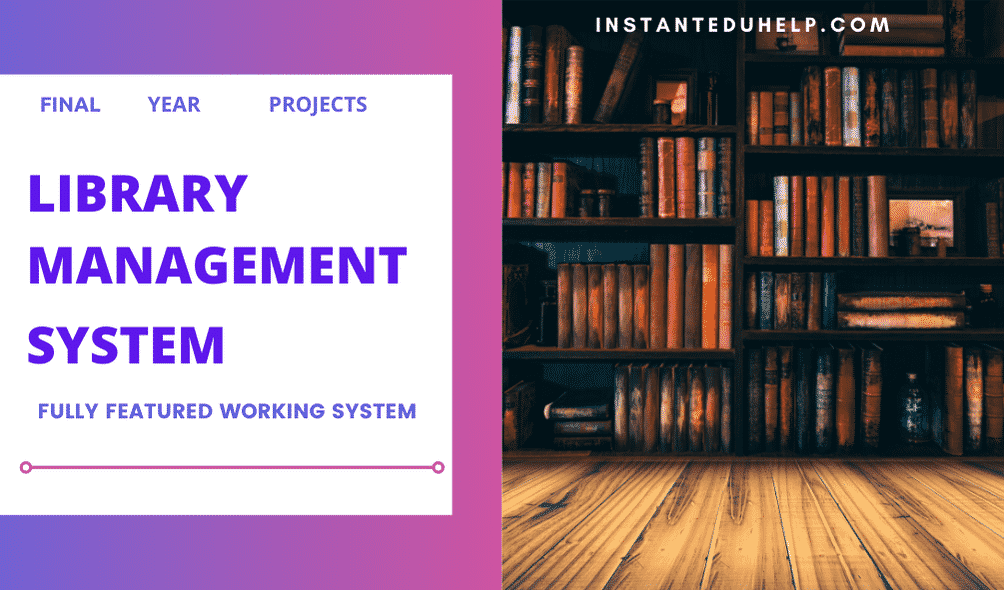 INSTANTEDUHELP.COM
FINAL YEAR PROJECTS
LIBRARY
MANAGEMENT
SYSTEM
FULLY FEATURED WORKING SYSTEM